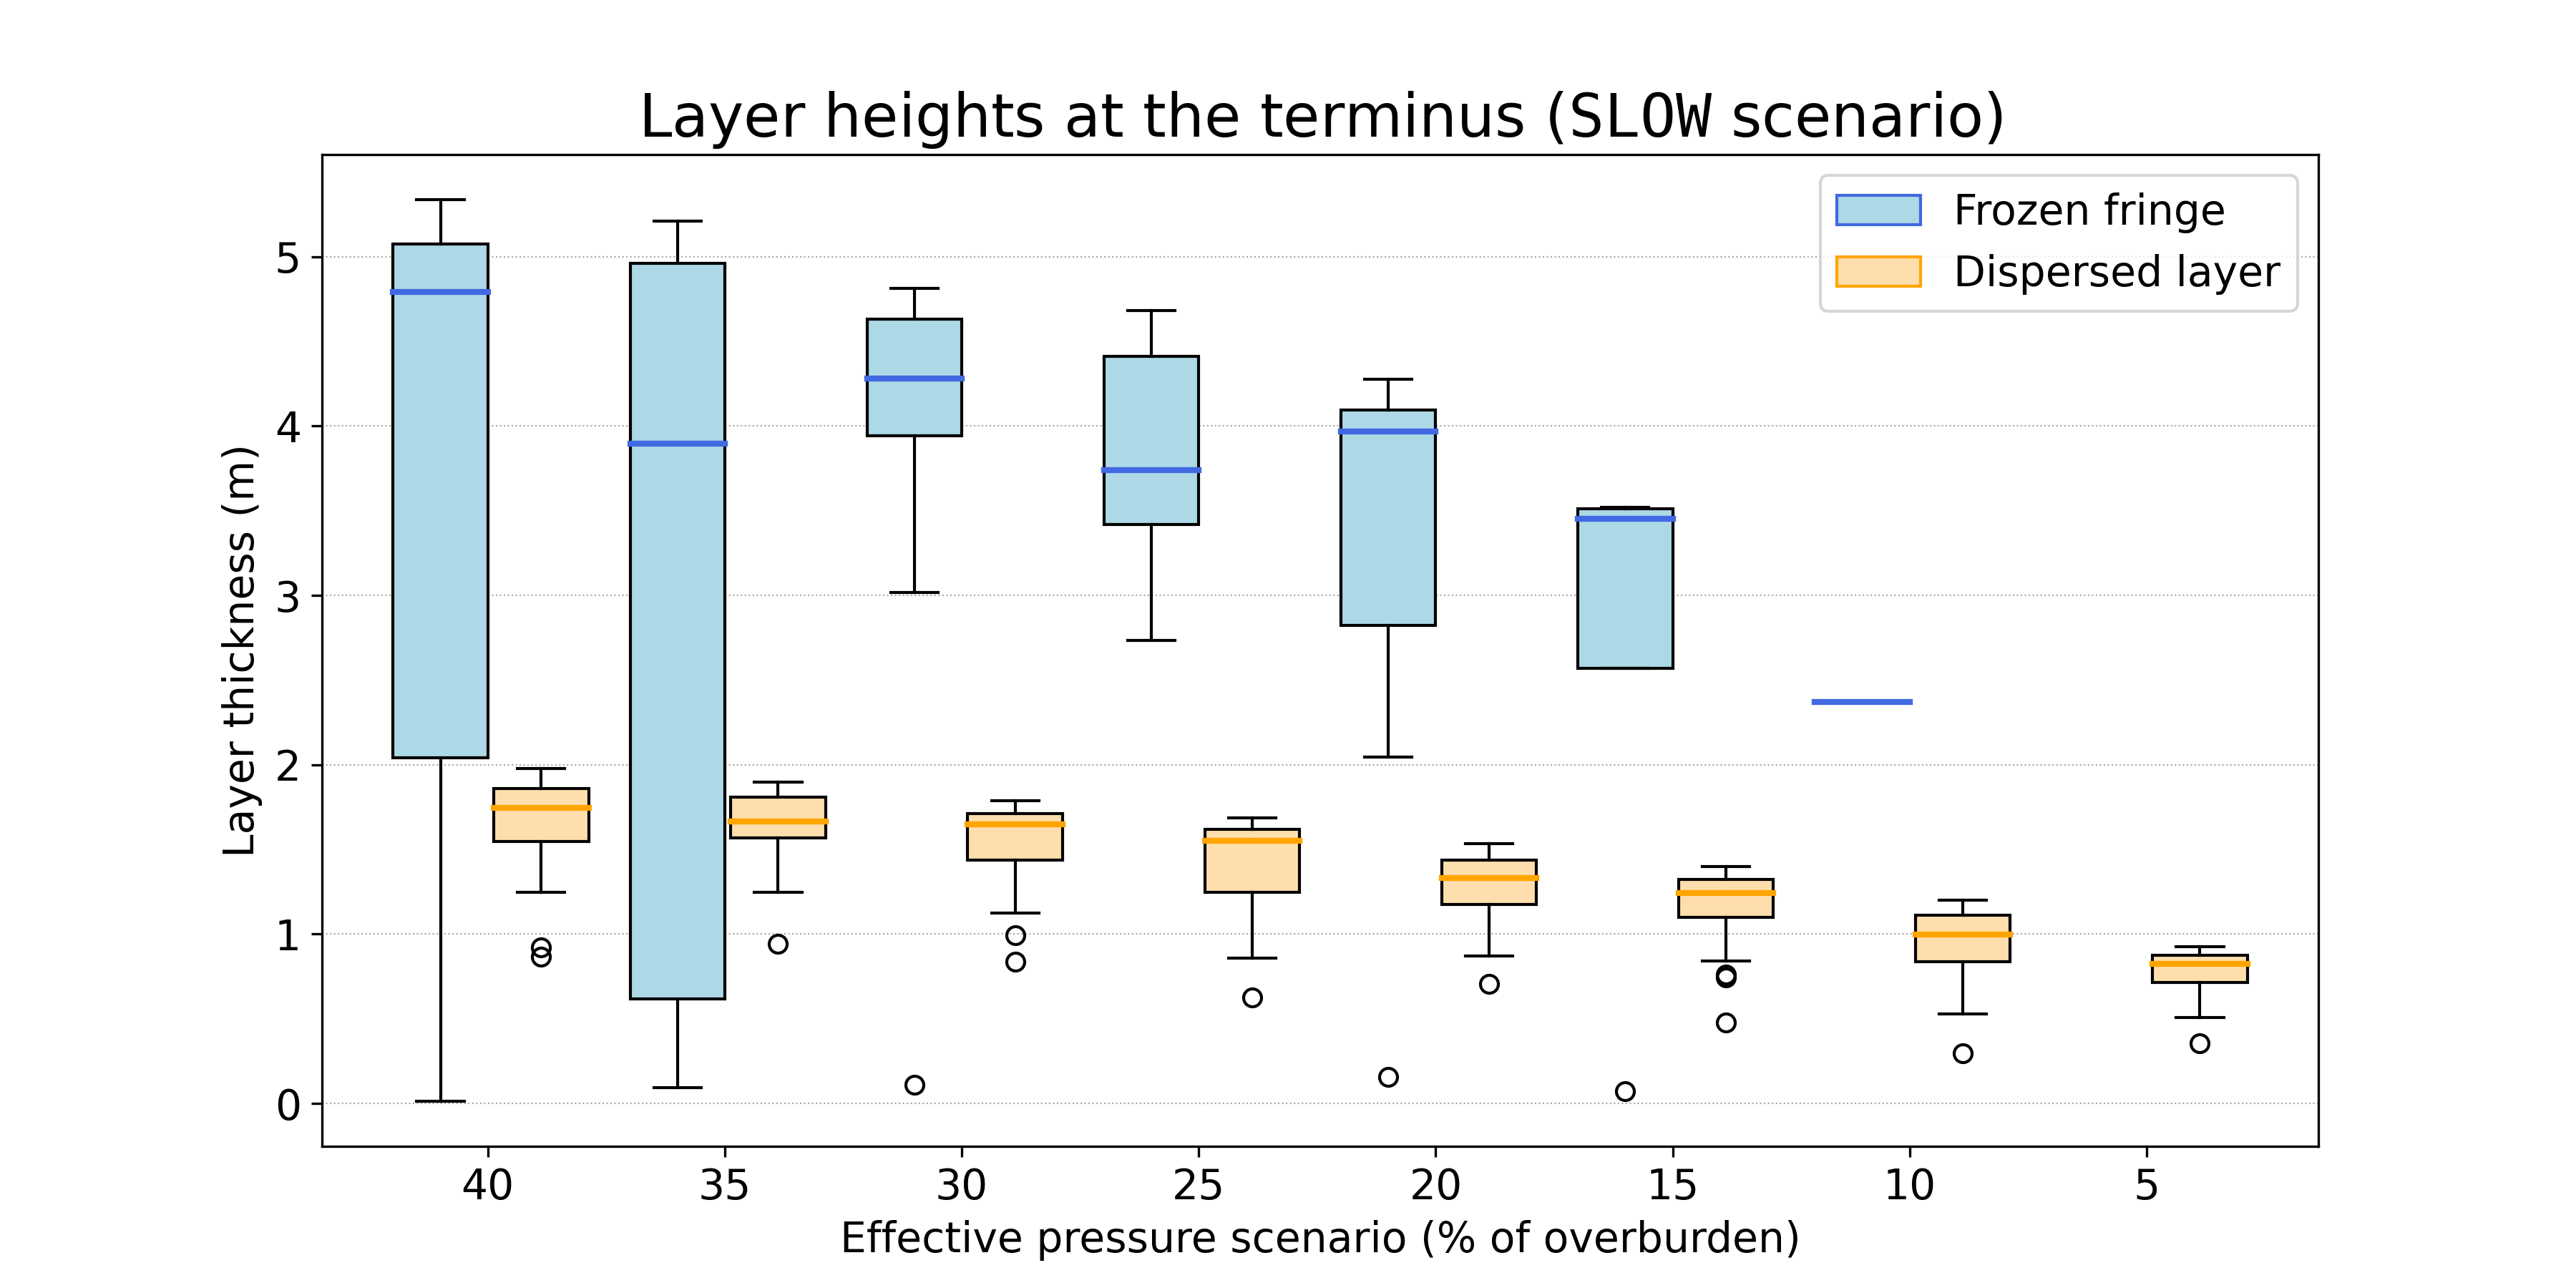 Layer heights at the terminus (SLOW scenario)
Frozen fringe
Dispersed layer
Layer thickness (m)
5
4
3
2
1
0
40 35 30 25 20 15 10 5
Effective pressure scenario (% of overburden)